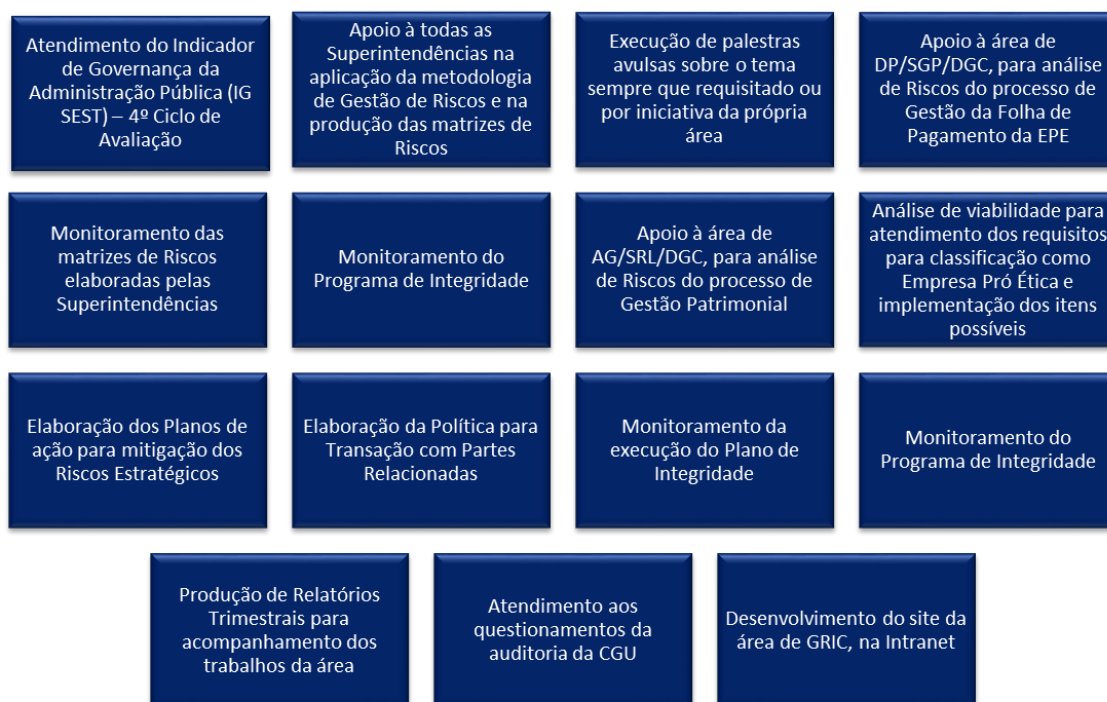 Atendimento do Indicador
de Governança da
Administração Pública (IG
SEST) – 4º Ciclo de
Avaliação
Apoio à todas as
Superintendências na
aplicação da metodologia
de Gestão de Riscos e na
produção das matrizes de
Riscos
Execução de palestras
avulsas sobre o tema
sempre que requisitado ou
por iniciativa da própria
área
Apoio à área de
DP/SGP/DGC, para análise
de Riscos do processo de
Gestão da Folha de
Pagamento da EPE
Monitoramento das
matrizes de Riscos
elaboradas pelas
Superintendências
Monitoramento do
Programa de Integridade
Apoio à área de
AG/SRL/DGC, para análise
de Riscos do processo de
Gestão Patrimonial
Análise de viabilidade para
atendimento dos requisitos
para classificação como
Empresa Pró Ética e
implementação dos itens
possíveis
Elaboração dos Planos de
ação para mitigação dos
Riscos Estratégicos
Elaboração da Política para
Transação com Partes
Relacionadas
Monitoramento da
execução do Plano de
Integridade
Monitoramento do
Programa de Integridade
Produção de Relatórios
Trimestrais para
acompanhamento dos
trabalhos da área
Atendimento aos
questionamentos da
auditoria da CGU
Desenvolvimento do site da
área de GRIC, na Intranet